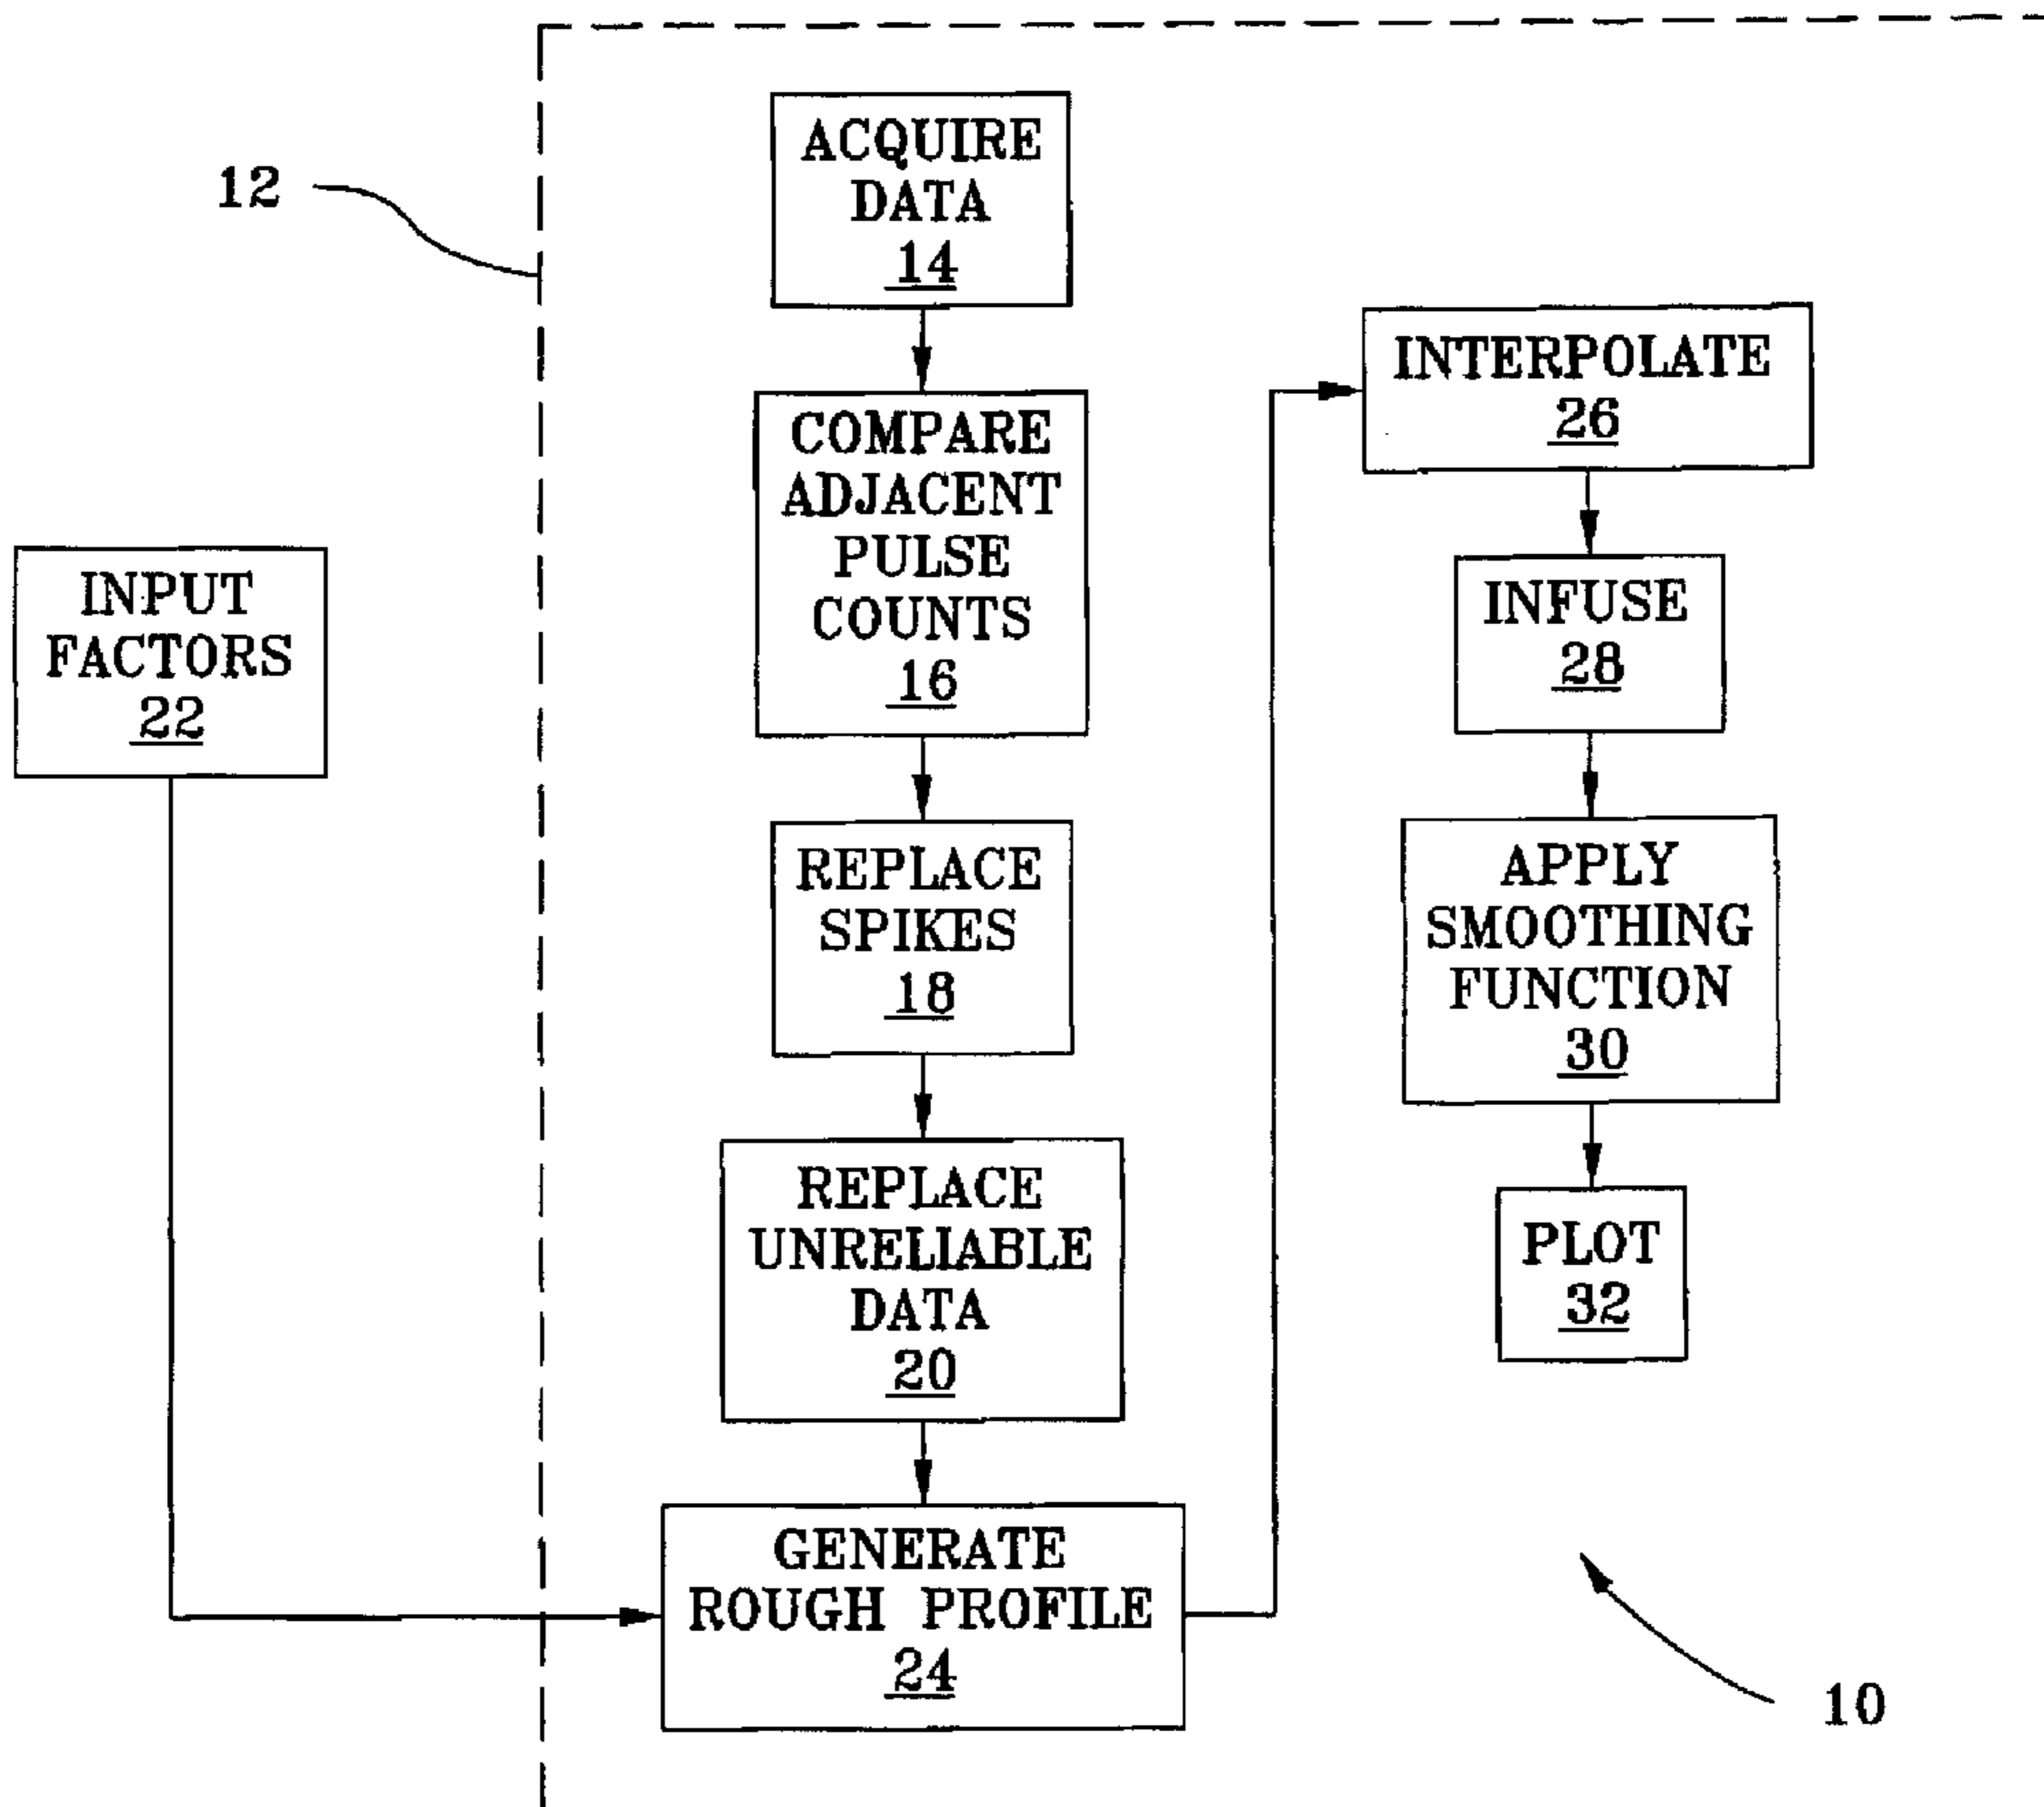 12
ACQUIRE
DATA
14
COMPARE
ADJACENT
PULSE
COUNTS
16
INPUT
FACTORS
22
REPLACE
SPIKES
18
REPLACE
UNRELIABLE
DATA
20
GENERATE
ROUGH PROFILE
24
INTERPOLATE
26
INFUSE
28
APPLY
SMOOTHING
FUNCTION
30
PLOT
32
10